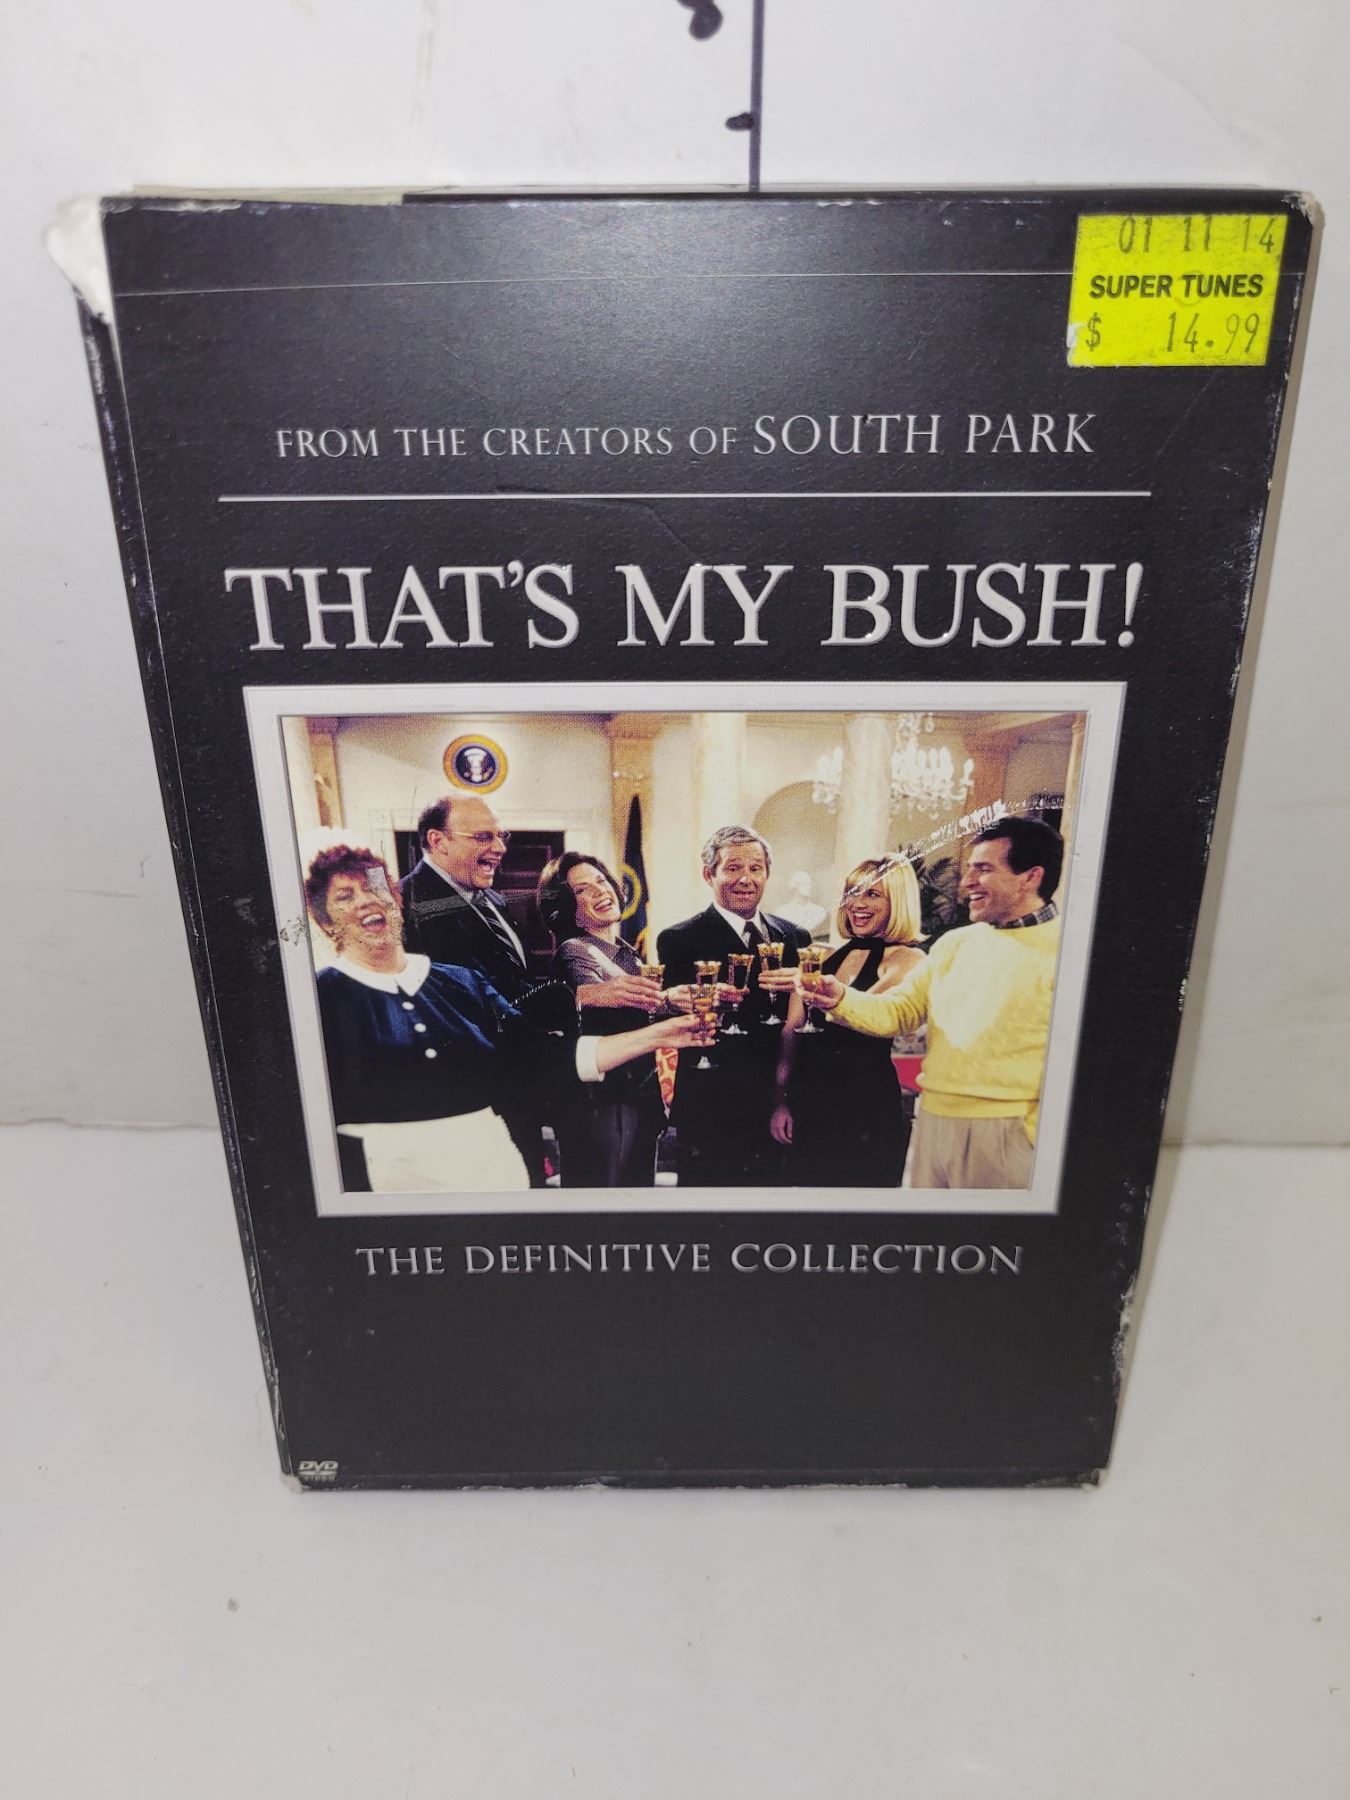 01 11 14
SUPER TUNES
$ 14.99
FROM THE CREATORS OF SOUTH PARK
THAT'S MY BUSH!
THE DEFINITIVE COLLECTION
DVD
VIDEO